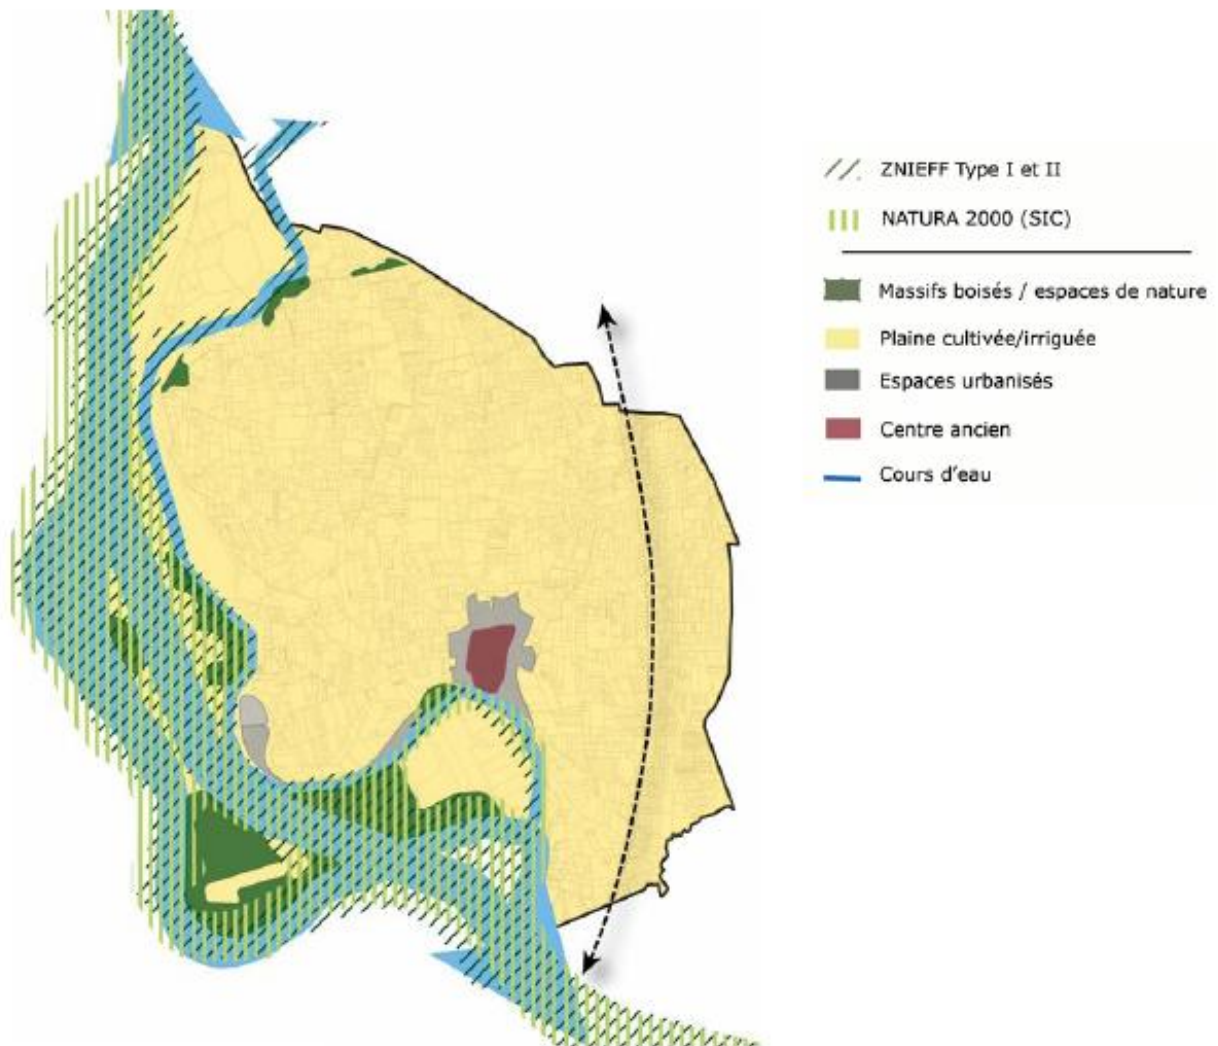 ZNIEFF Type I et II
NATURA 2000 (SIC)
Massifs boisés / espaces de nature
Plaine cultivée/irriguée
Espaces urbanisés
Centre ancien
Cours d'eau